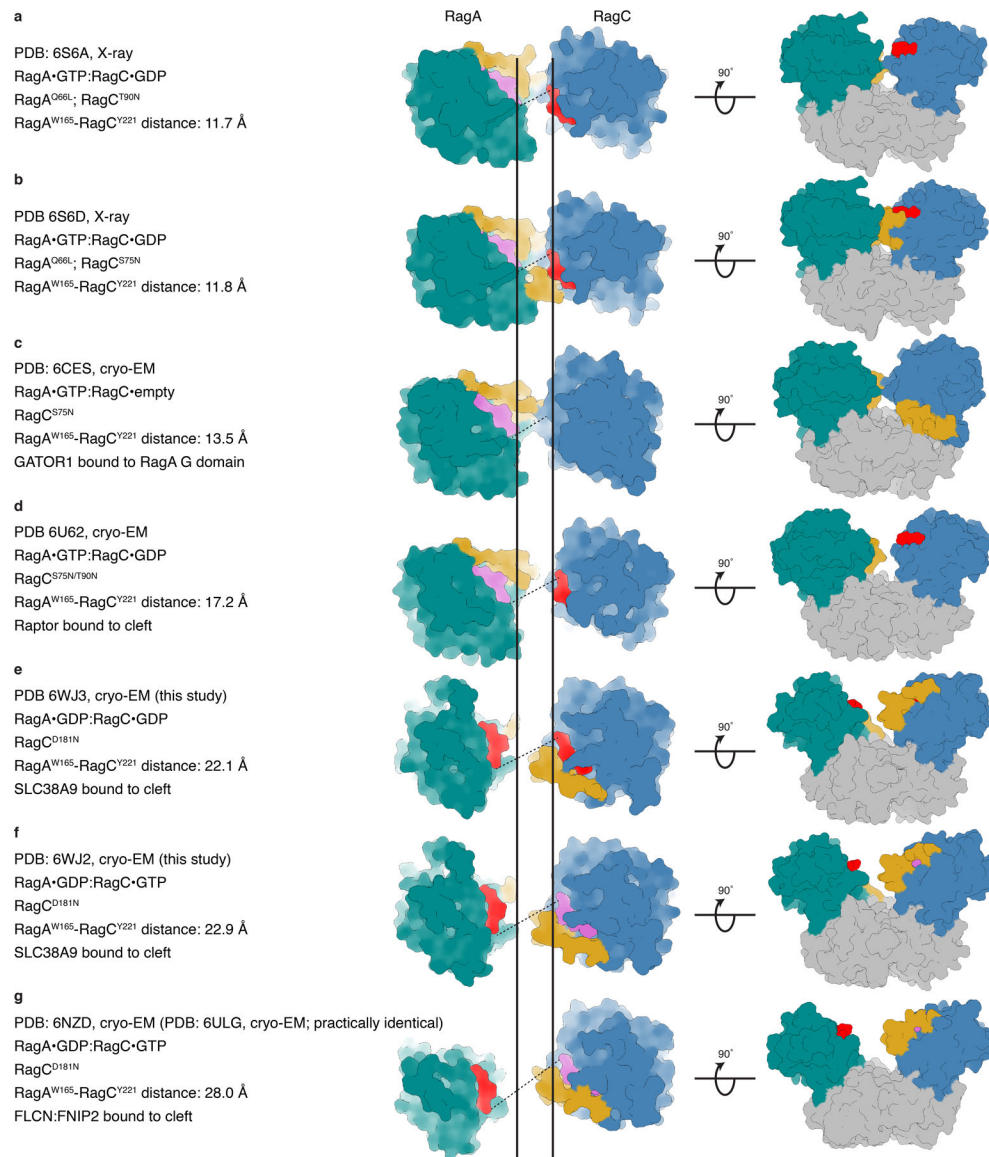 RagA RagC
a
PDB: 6S6A, X-ray
RagA•GTP:RagC•GDP
RagA^Q66L; RagC^T90N
RagA^W165-RagC^Y221 distance: 11.7 Å
90°
b
PDB 6S6D, X-ray
RagA•GTP:RagC•GDP
RagA^Q66L; RagC^S75N
RagA^W165-RagC^Y221 distance: 11.8 Å
90°
c
PDB: 6CES, cryo-EM
RagA•GTP:RagC•empty
RagC^S75N
RagA^W165-RagC^Y221 distance: 13.5 Å
GATOR1 bound to RagA G domain
90°
d
PDB 6U62, cryo-EM
RagA•GTP:RagC•GDP
RagC^S75N/T90N
RagA^W165-RagC^Y221 distance: 17.2 Å
Raptor bound to cleft
90°
e
PDB 6WJ3, cryo-EM (this study)
RagA•GDP:RagC•GDP
RagC^D181N
RagA^W165-RagC^Y221 distance: 22.1 Å
SLC38A9 bound to cleft
90°
f
PDB: 6WJ2, cryo-EM (this study)
RagA•GDP:RagC•GTP
RagC^D181N
RagA^W165-RagC^Y221 distance: 22.9 Å
SLC38A9 bound to cleft
90°
g
PDB: 6NZD, cryo-EM (PDB: 6ULG, cryo-EM; practically identical)
RagA•GDP:RagC•GTP
RagC^D181N
RagA^W165-RagC^Y221 distance: 28.0 Å
FLCN:FNIP2 bound to cleft
90°